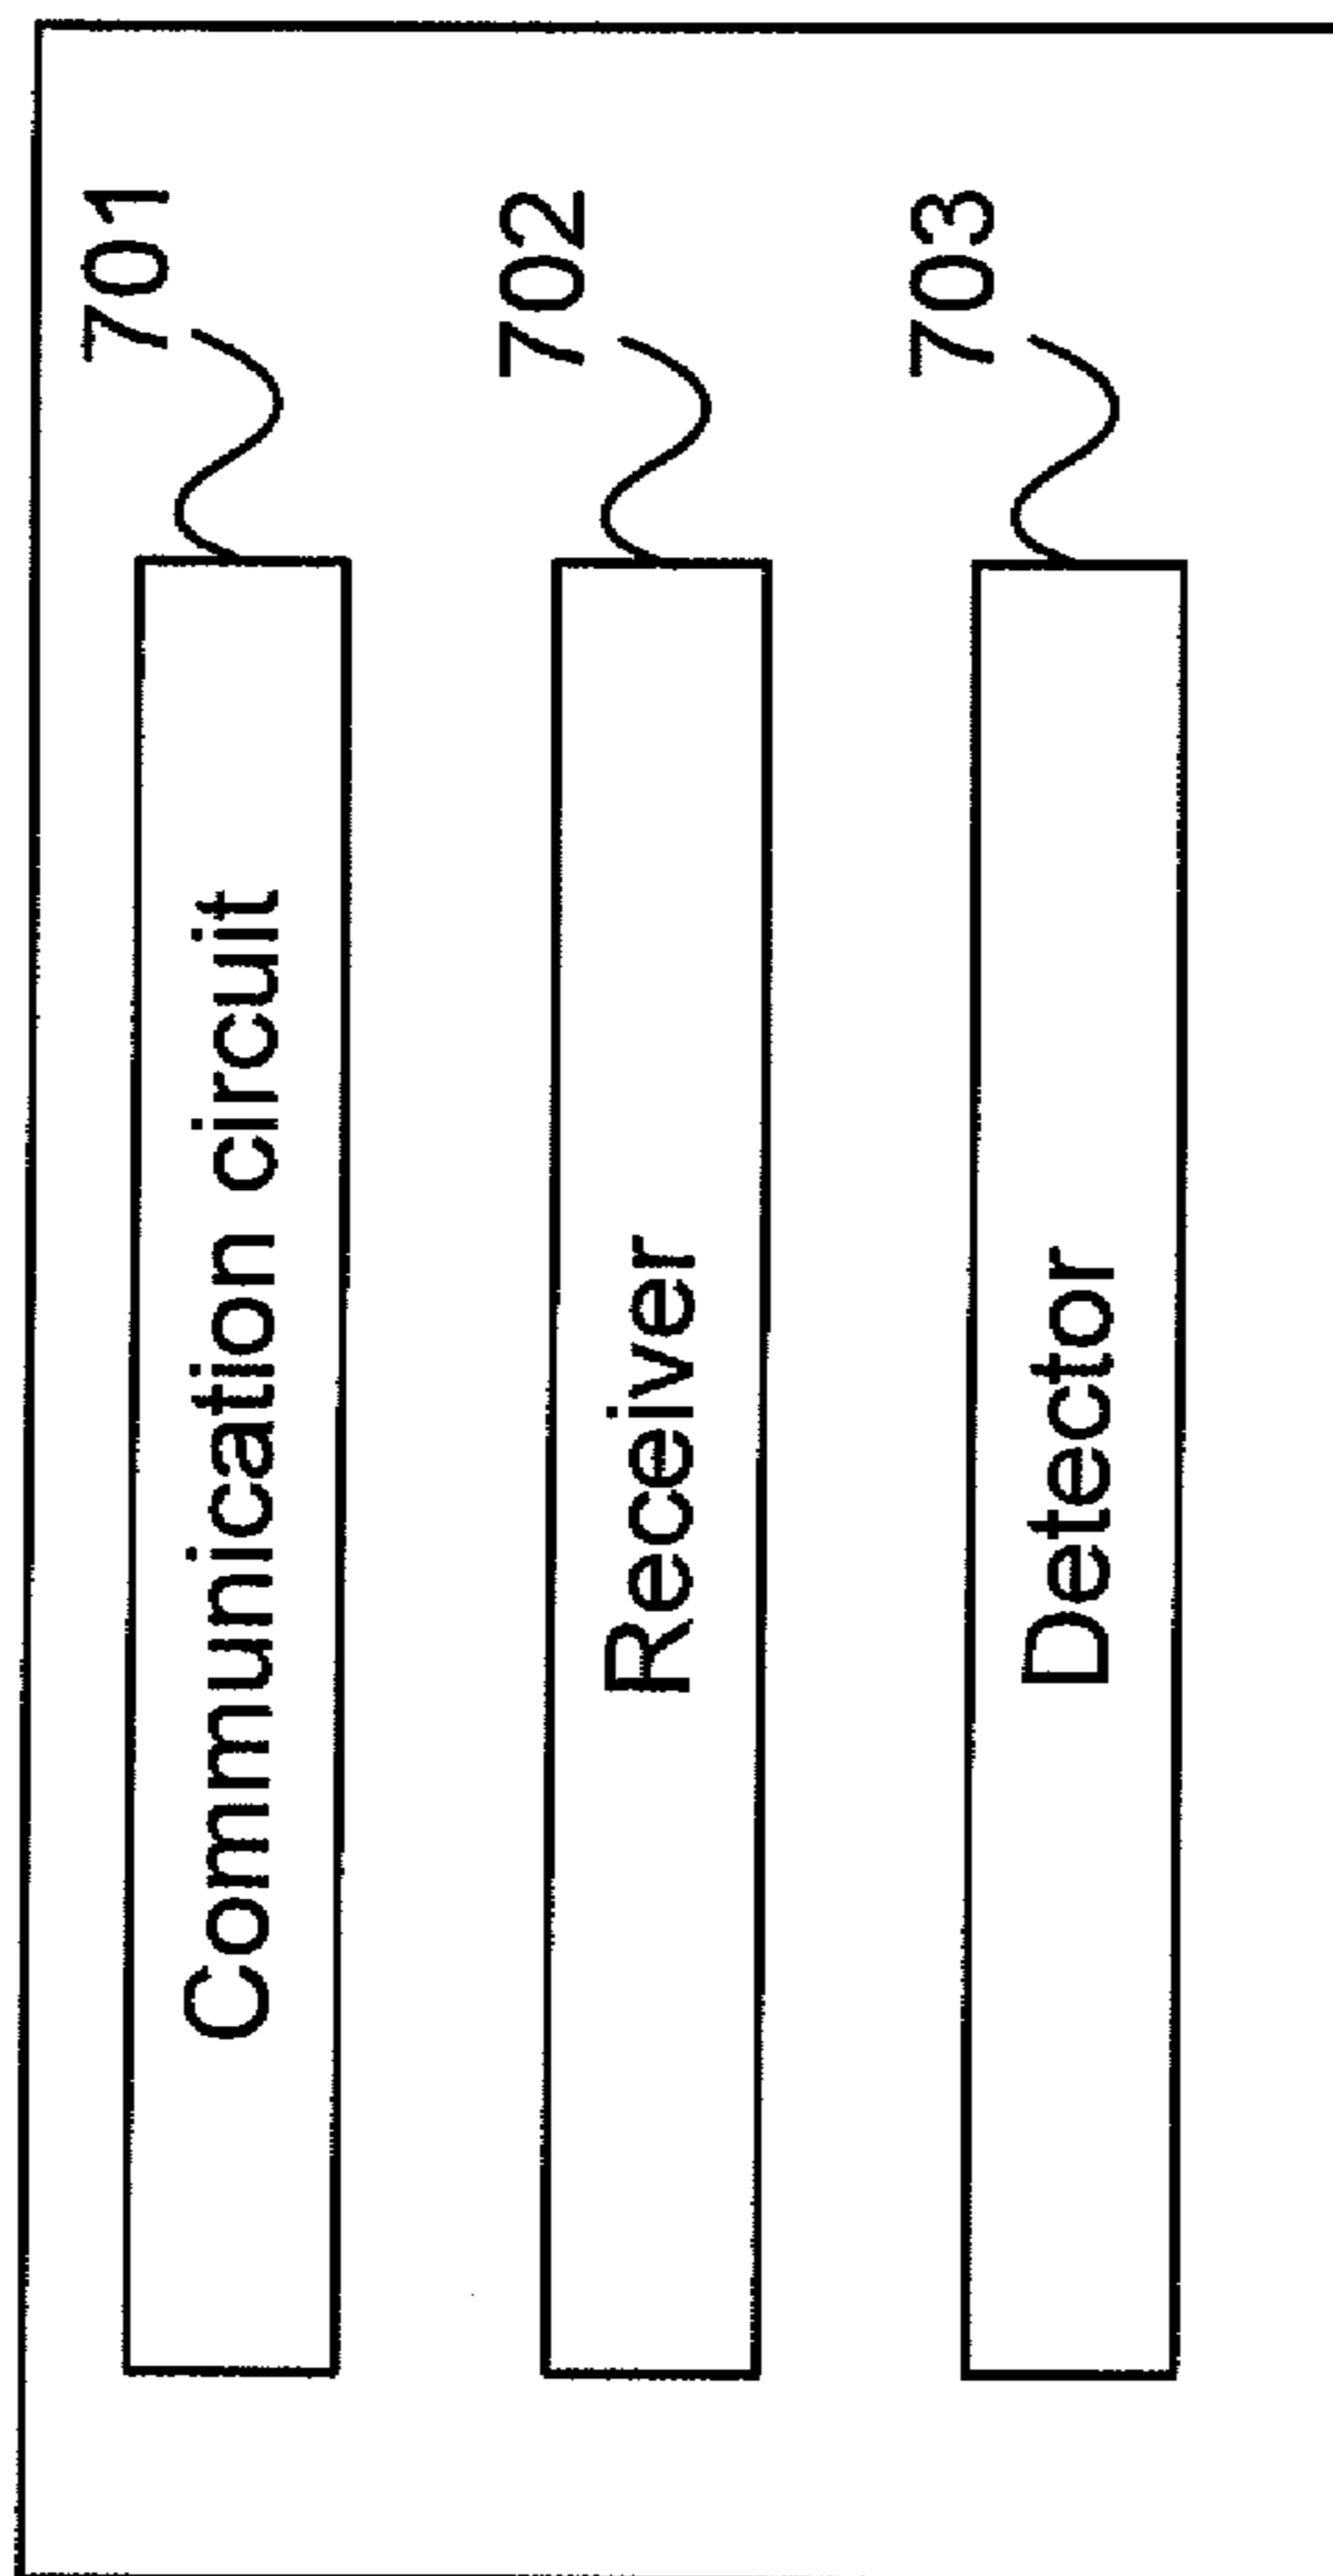 701
Communication circuit
702
Receiver
703
Detector